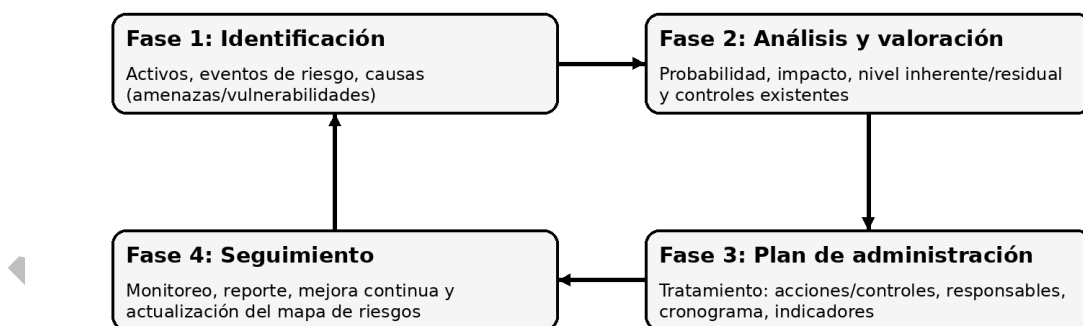 Fase 1: Identificación
Activos, eventos de riesgo, causas
(amenazas/vulnerabilidades)
Fase 2: Análisis y valoración
Probabilidad, impacto, nivel inherente/residual
y controles existentes
Fase 4: Seguimiento
Monitoreo, reporte, mejora continua y
actualización del mapa de riesgos
Fase 3: Plan de administración
Tratamiento: acciones/controles, responsables,
cronograma, indicadores